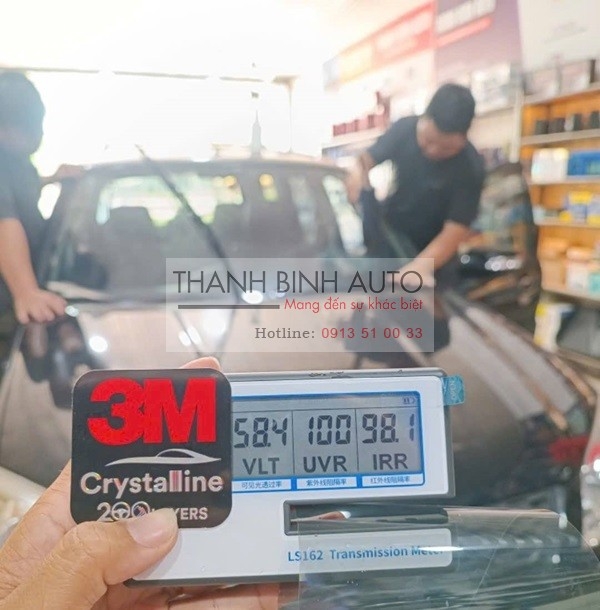 THANH BINH AUTO
Mang đến sự khác biệt
Hotline: 0913 51 00 33
3M
Crystalline
200 LAYERS
58.4 100 98.1
VLT UVR IRR
可见光透过率 紫外线阻隔率 红外线阻隔率
LS162 Transmission